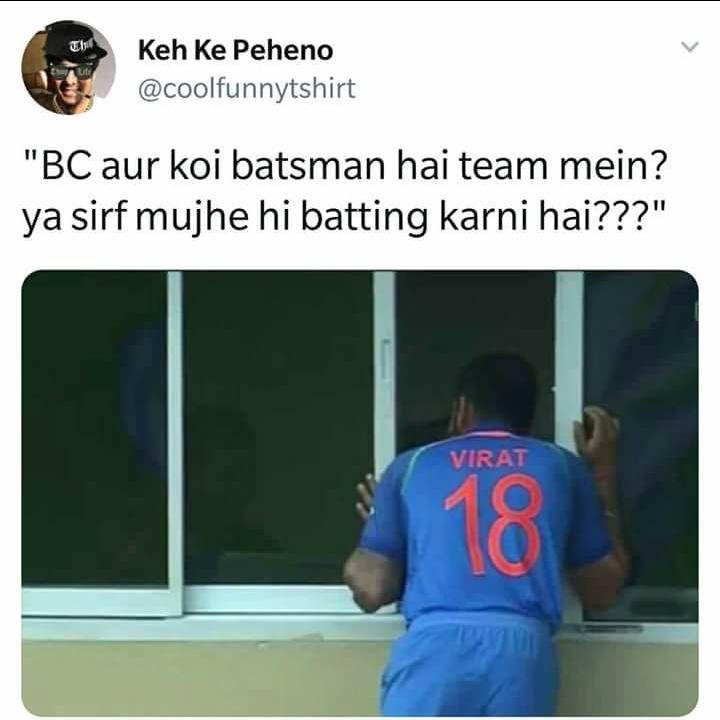 Keh Ke Peheno
@coolfunnytshirt
"BC aur koi batsman hai team mein?
ya sirf mujhe hi batting karni hai???"
VIRAT
18